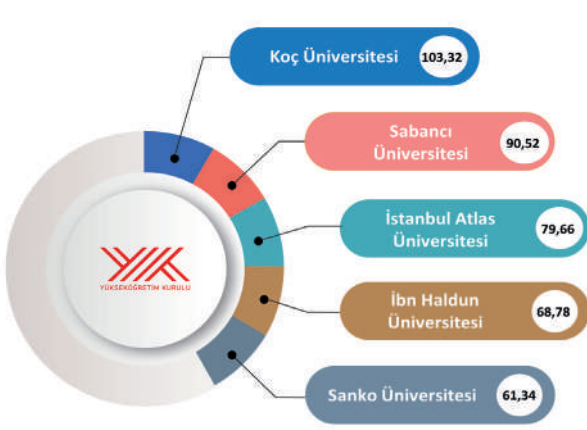 Koç Üniversitesi 103,32
Sabancı
Üniversitesi
90,52
İstanbul Atlas
Üniversitesi
79,66
YÜKSEKÖĞRETİM KURULU
İbn Haldun
Üniversitesi
68,78
Sanko Üniversitesi 61,34